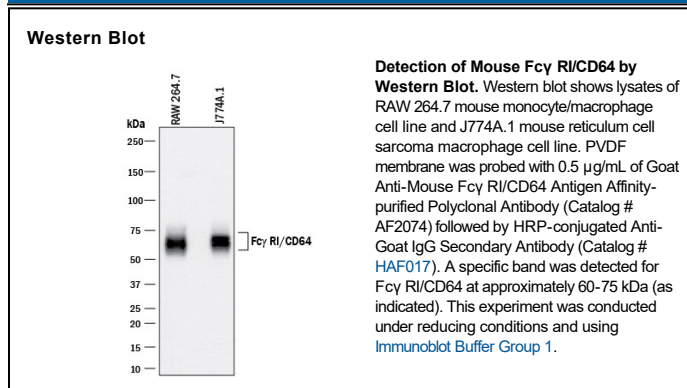 Western Blot
RAW 264.7
J774A.1
kDa
250
150
100
75
50
37
25
20
15
10
Fcγ RI/CD64
Detection of Mouse Fcγ RI/CD64 by
Western Blot. Western blot shows lysates of
RAW 264.7 mouse monocyte/macrophage
cell line and J774A.1 mouse reticulum cell
sarcoma macrophage cell line. PVDF
membrane was probed with 0.5 µg/mL of Goat
Anti-Mouse Fcγ RI/CD64 Antigen Affinity-
purified Polyclonal Antibody (Catalog #
AF2074) followed by HRP-conjugated Anti-
Goat IgG Secondary Antibody (Catalog #
HAF017). A specific band was detected for
Fcγ RI/CD64 at approximately 60-75 kDa (as
indicated). This experiment was conducted
under reducing conditions and using
Immunoblot Buffer Group 1.